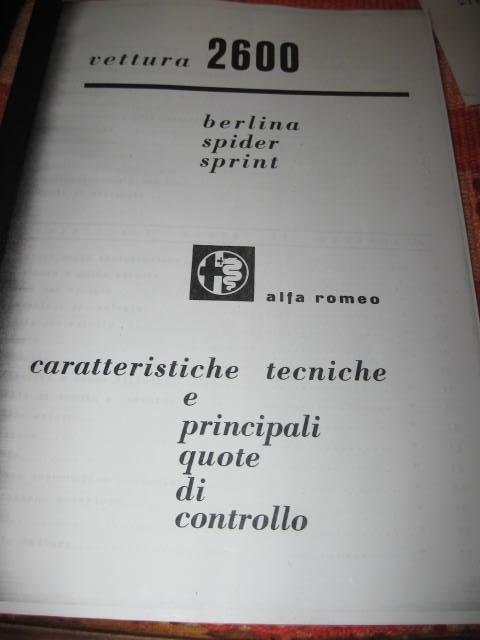 vettura 2600
berlina
spider
sprint
alfa romeo
caratteristiche tecniche
e
principali
quote
di
controllo